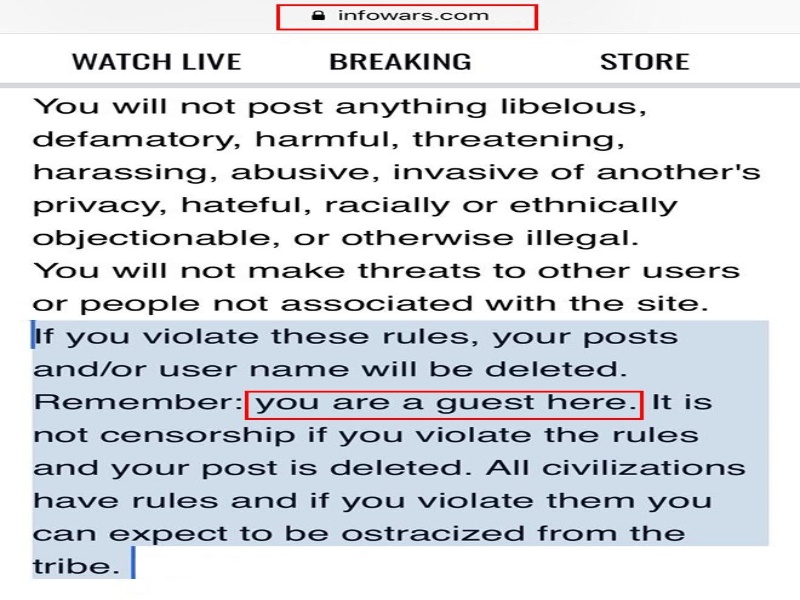 infowars.com
WATCH LIVE BREAKING STORE
You will not post anything libelous,
defamatory, harmful, threatening,
harassing, abusive, invasive of another's
privacy, hateful, racially or ethnically
objectionable, or otherwise illegal.
You will not make threats to other users
or people not associated with the site.
If you violate these rules, your posts
and/or user name will be deleted.
Remember: you are a guest here. It is
not censorship if you violate the rules
and your post is deleted. All civilizations
have rules and if you violate them you
can expect to be ostracized from the
tribe.